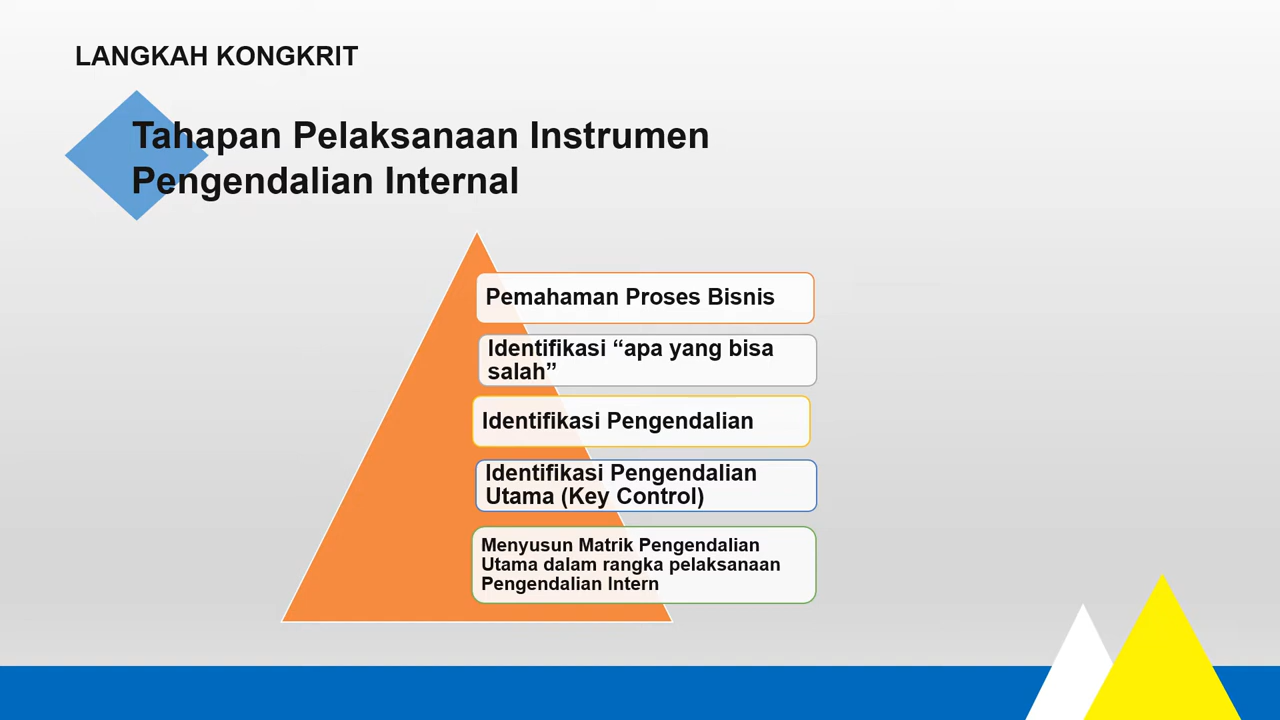 LANGKAH KONGKRIT
Tahapan Pelaksanaan Instrumen
Pengendalian Internal
Pemahaman Proses Bisnis
Identifikasi “apa yang bisa
salah”
Identifikasi Pengendalian
Identifikasi Pengendalian
Utama (Key Control)
Menyusun Matrik Pengendalian
Utama dalam rangka pelaksanaan
Pengendalian Intern